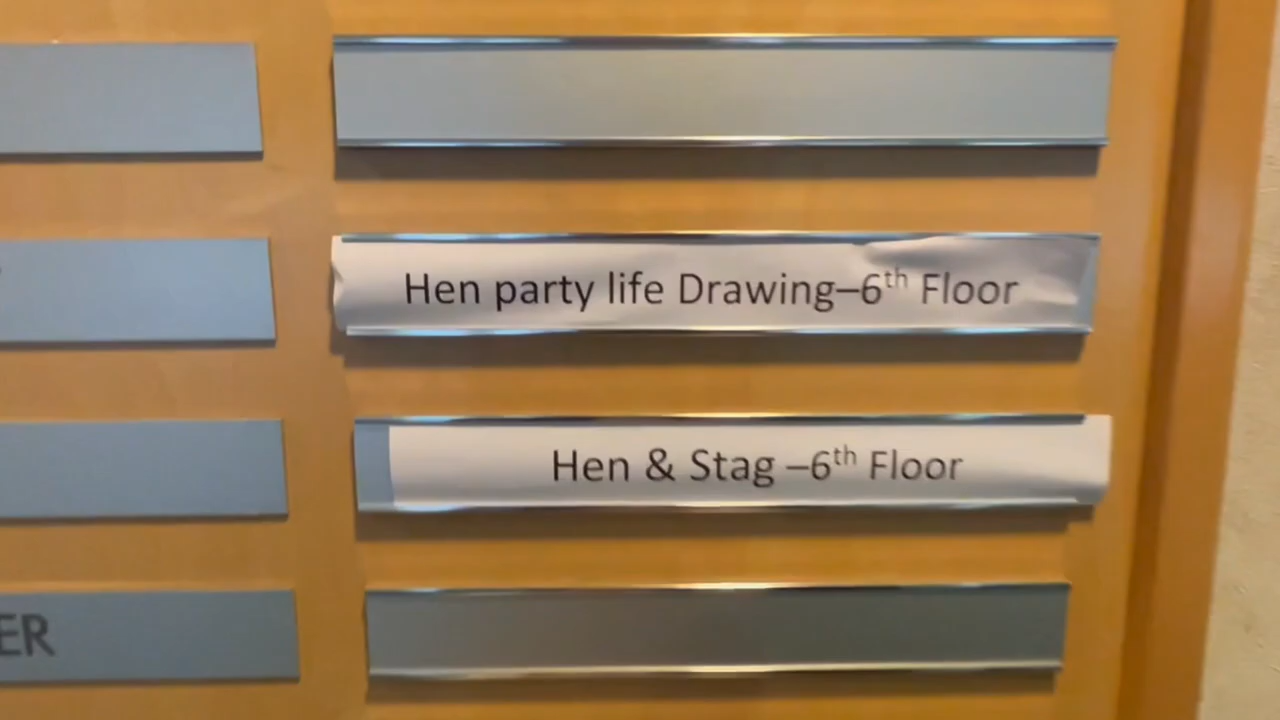 Hen party life Drawing–6th Floor
Hen & Stag –6th Floor
ER